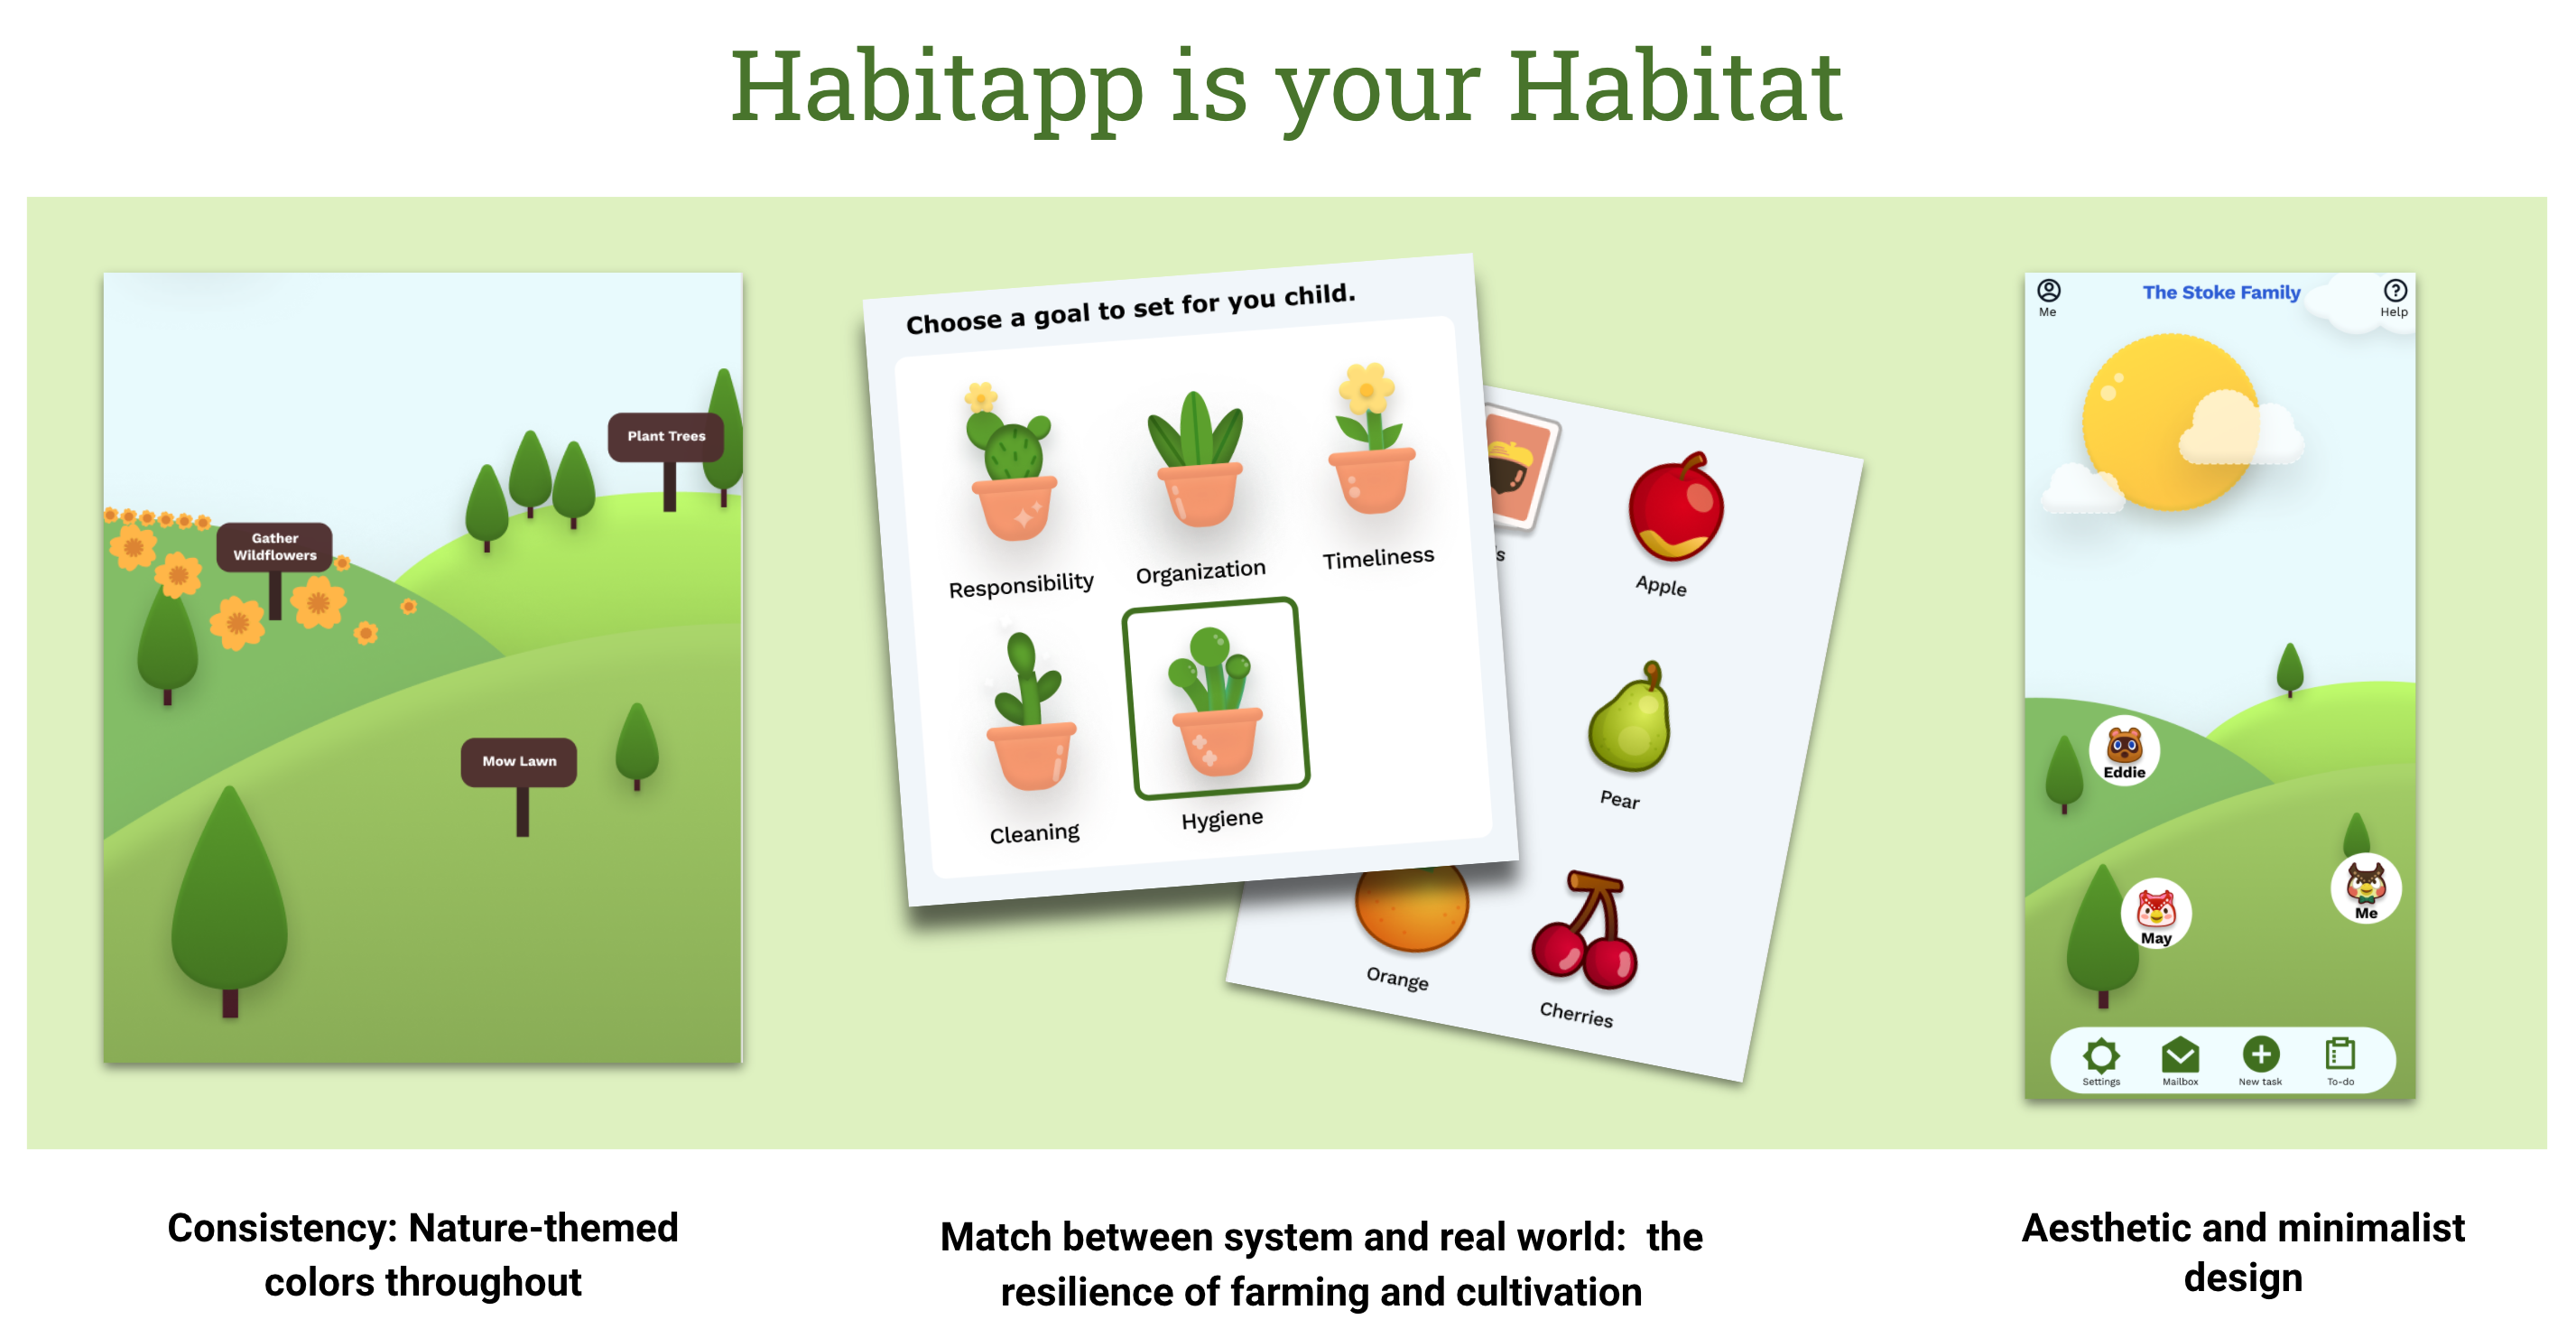 Habitapp is your Habitat
Plant Trees
Gather
Wildflowers
Mow Lawn
Choose a goal to set for you child.
Responsibility
Organization
Timeliness
Cleaning
Hygiene
Apple
Pear
Orange
Cherries
Me
The Stoke Family
Help
Eddie
Me
May
Settings
Mailbox
New task
To-do
Consistency: Nature-themed
colors throughout
Match between system and real world:  the
resilience of farming and cultivation
Aesthetic and minimalist
design